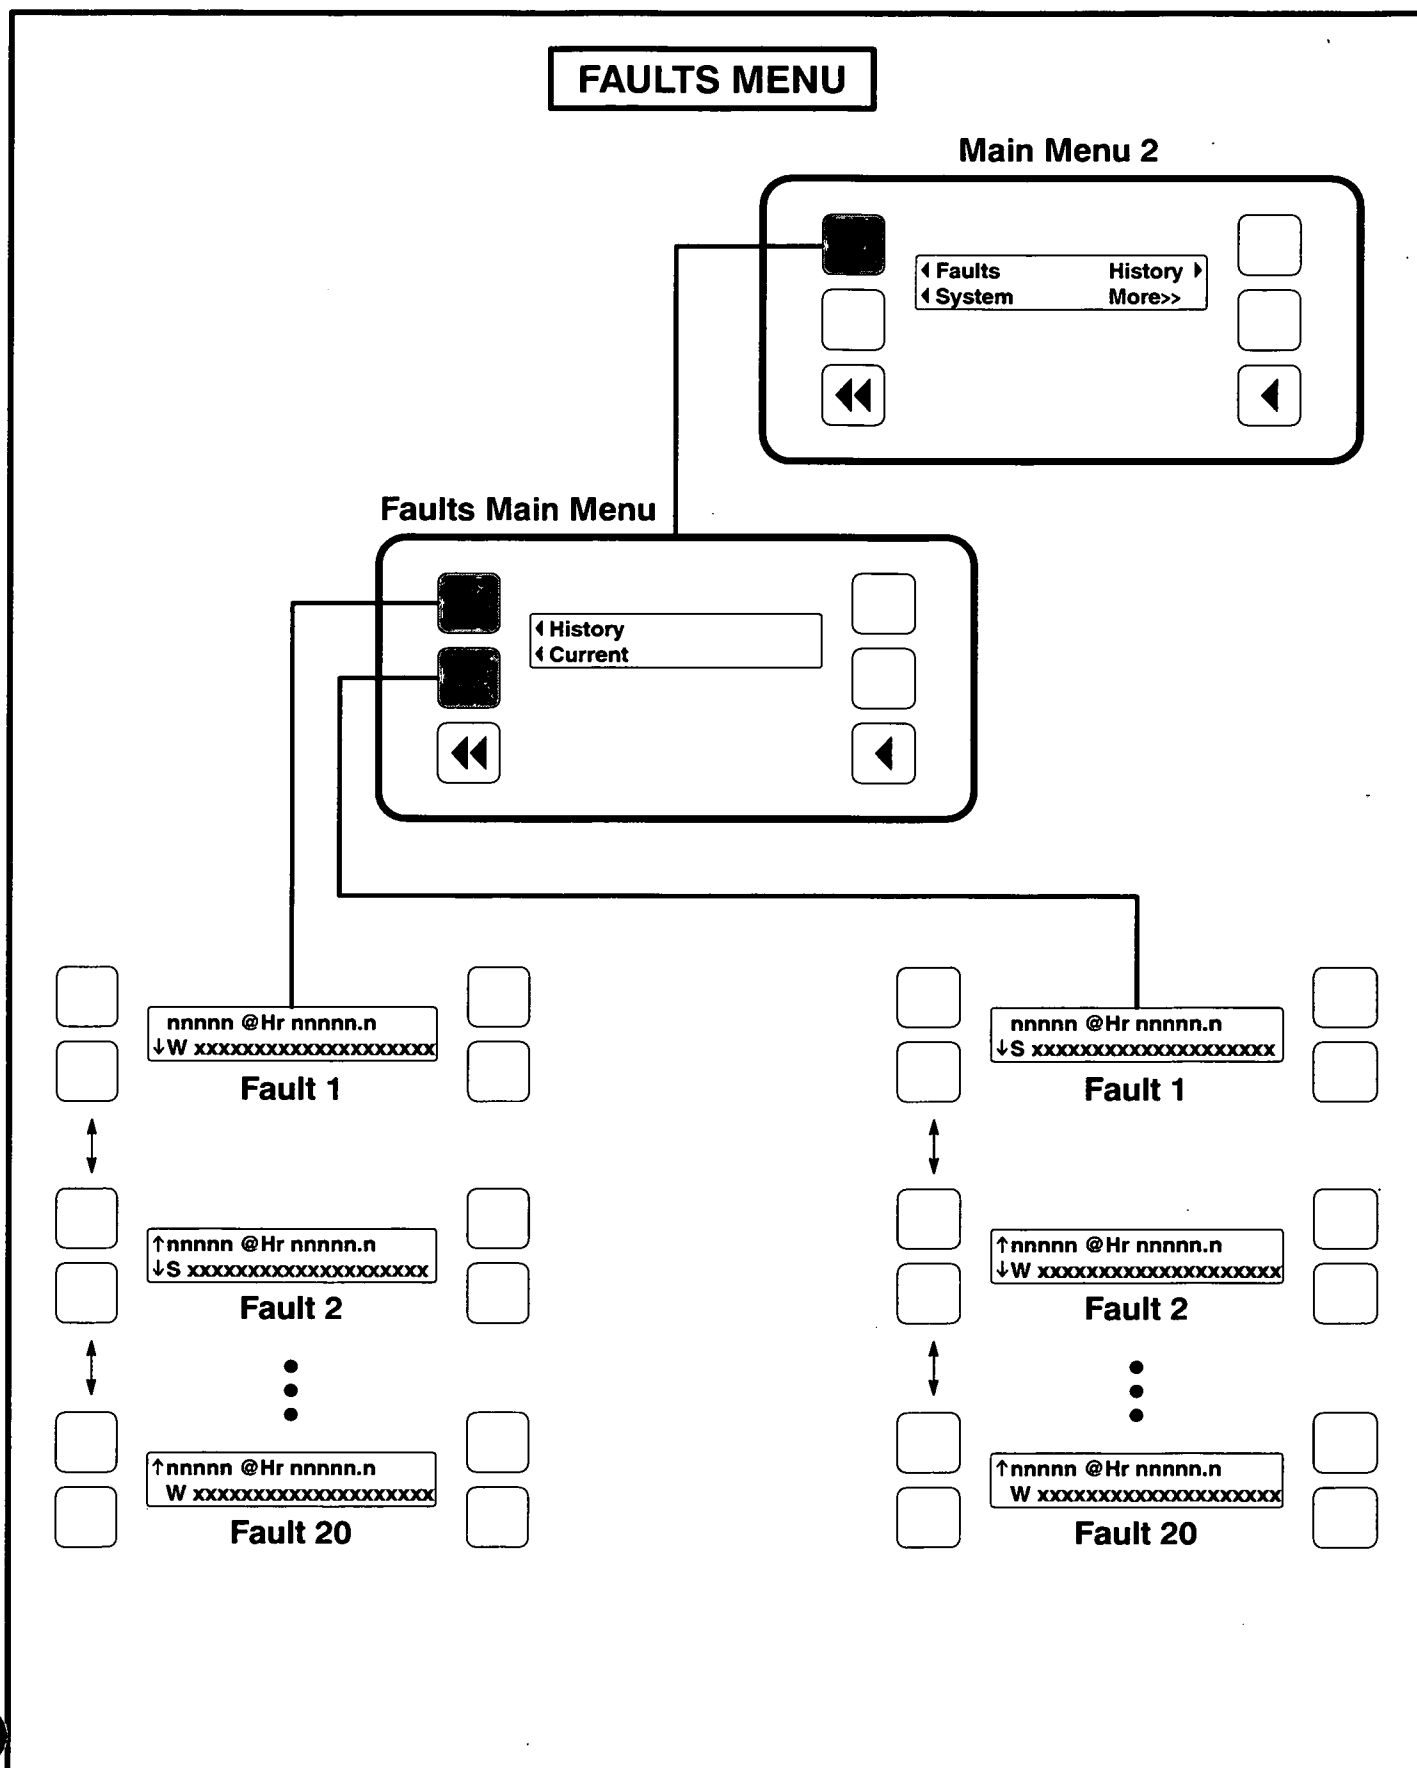 FAULTS MENU
Main Menu 2
◀ Faults History ▶
◀ System More>>
Faults Main Menu
◀ History
◀ Current
nnnnn @Hr nnnnn.n
↓W xxxxxxxxxxxxxxxxxxxx
Fault 1
↑nnnnn @Hr nnnnn.n
↓S xxxxxxxxxxxxxxxxxxxx
Fault 2
↑nnnnn @Hr nnnnn.n
W xxxxxxxxxxxxxxxxxxxx
Fault 20
nnnnn @Hr nnnnn.n
↓S xxxxxxxxxxxxxxxxxxxx
Fault 1
↑nnnnn @Hr nnnnn.n
↓W xxxxxxxxxxxxxxxxxxxx
Fault 2
↑nnnnn @Hr nnnnn.n
W xxxxxxxxxxxxxxxxxxxx
Fault 20